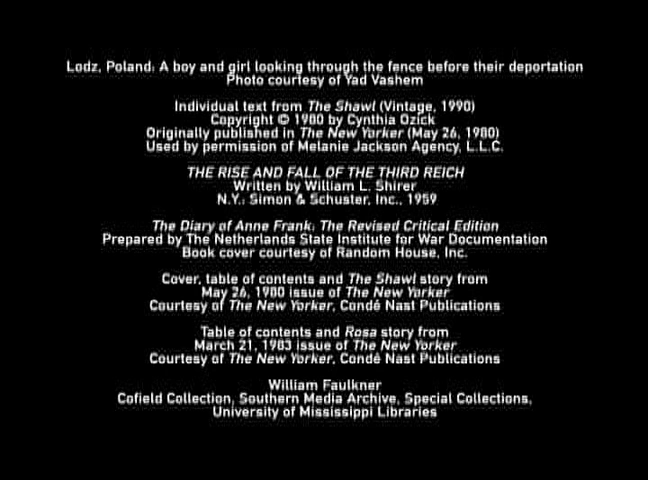 Lodz, Poland: A boy and girl looking through the fence before their deportation
Photo courtesy of Yad Vashem
Individual text from The Shawl (Vintage, 1990)
Copyright © 1980 by Cynthia Ozick
Originally published in The New Yorker (May 26, 1980)
Used by permission of Melanie Jackson Agency, L.L.C.
THE RISE AND FALL OF THE THIRD REICH
Written by William L. Shirer
N.Y.: Simon & Schuster, Inc., 1959
The Diary of Anne Frank: The Revised Critical Edition
Prepared by The Netherlands State Institute for War Documentation
Book cover courtesy of Random House, Inc.
Cover, table of contents and The Shawl story from
May 26, 1980 issue of The New Yorker
Courtesy of The New Yorker, Condé Nast Publications
Table of contents and Rosa story from
March 21, 1983 issue of The New Yorker
Courtesy of The New Yorker, Condé Nast Publications
William Faulkner
Cofield Collection, Southern Media Archive, Special Collections,
University of Mississippi Libraries